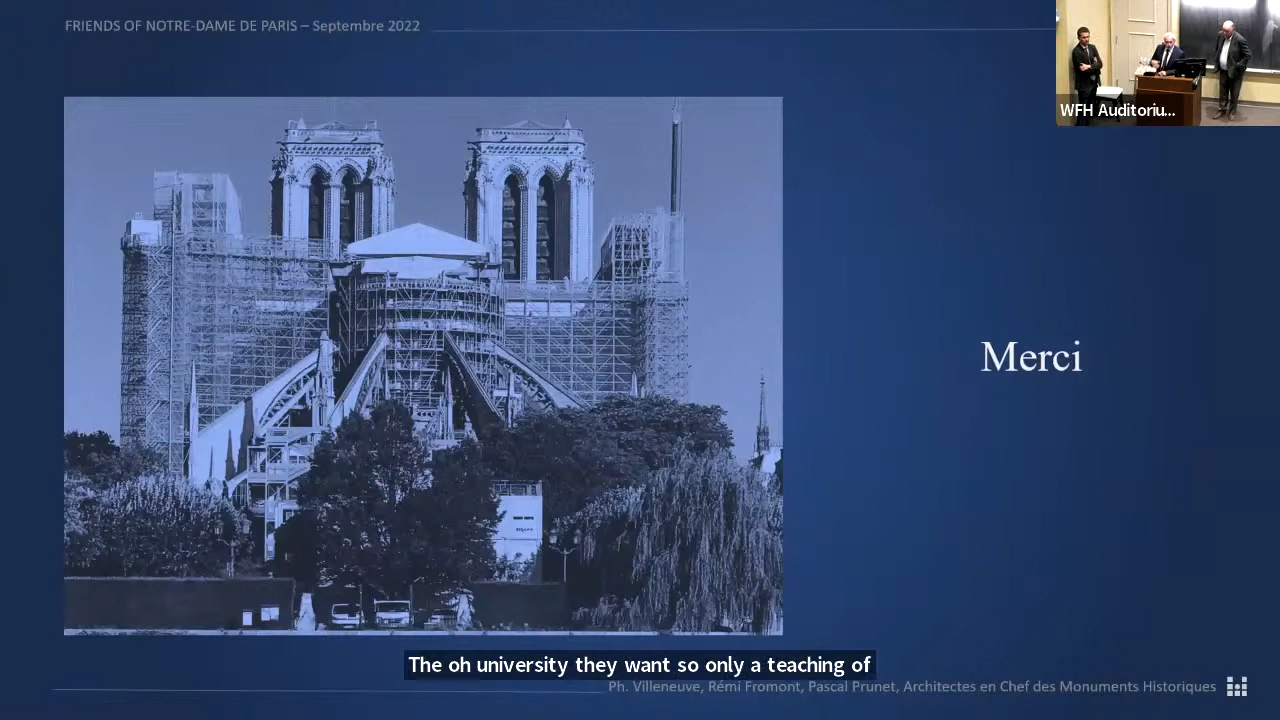 FRIENDS OF NOTRE-DAME DE PARIS – Septembre 2022
WFH Auditoriu...
Merci
The oh university they want so only a teaching of
Ph. Villeneuve, Rémi Fromont, Pascal Prunet, Architectes en Chef des Monuments Historiques